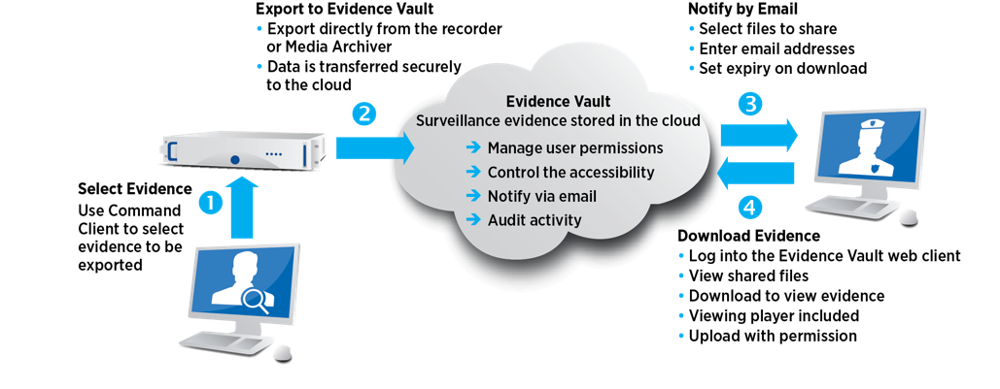 Export to Evidence Vault
• Export directly from the recorder
or Media Archiver
• Data is transferred securely
to the cloud
2
Select Evidence
Use Command
Client to select
evidence to be
exported
1
Evidence Vault
Surveillance evidence stored in the cloud
→ Manage user permissions
→ Control the accessibility
→ Notify via email
→ Audit activity
Notify by Email
• Select files to share
• Enter email addresses
• Set expiry on download
3
4
Download Evidence
• Log into the Evidence Vault web client
• View shared files
• Download to view evidence
• Viewing player included
• Upload with permission